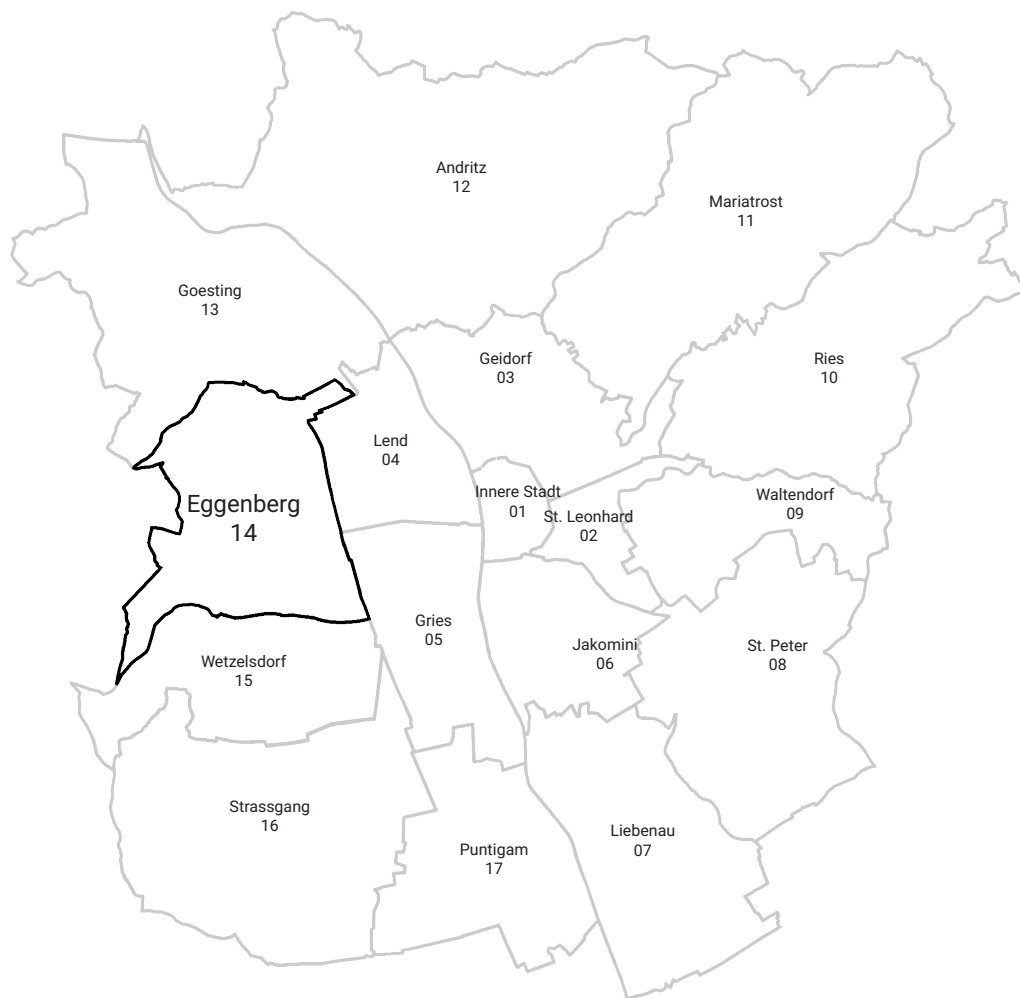 Andritz
12
Mariatrost
11
Goesting
13
Geidorf
03
Ries
10
Lend
04
Innere Stadt
01
St. Leonhard
02
Waltendorf
09
Eggenberg
14
Gries
05
Jakomini
06
St. Peter
08
Wetzelsdorf
15
Strassgang
16
Liebenau
07
Puntigam
17